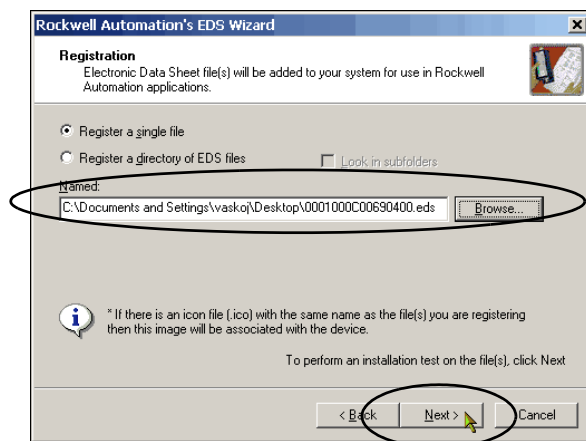 Rockwell Automation's EDS Wizard
Registration
Electronic Data Sheet file(s) will be added to your system for use in Rockwell
Automation applications.
Register a single file
Register a directory of EDS files
Look in subfolders
Named:
C:\Documents and Settings\vaskoj\Desktop\0001000C00690400.eds
Browse...
* If there is an icon file (.ico) with the same name as the file(s) you are registering
then this image will be associated with the device.
To perform an installation test on the file(s), click Next
< Back
Next >
Cancel